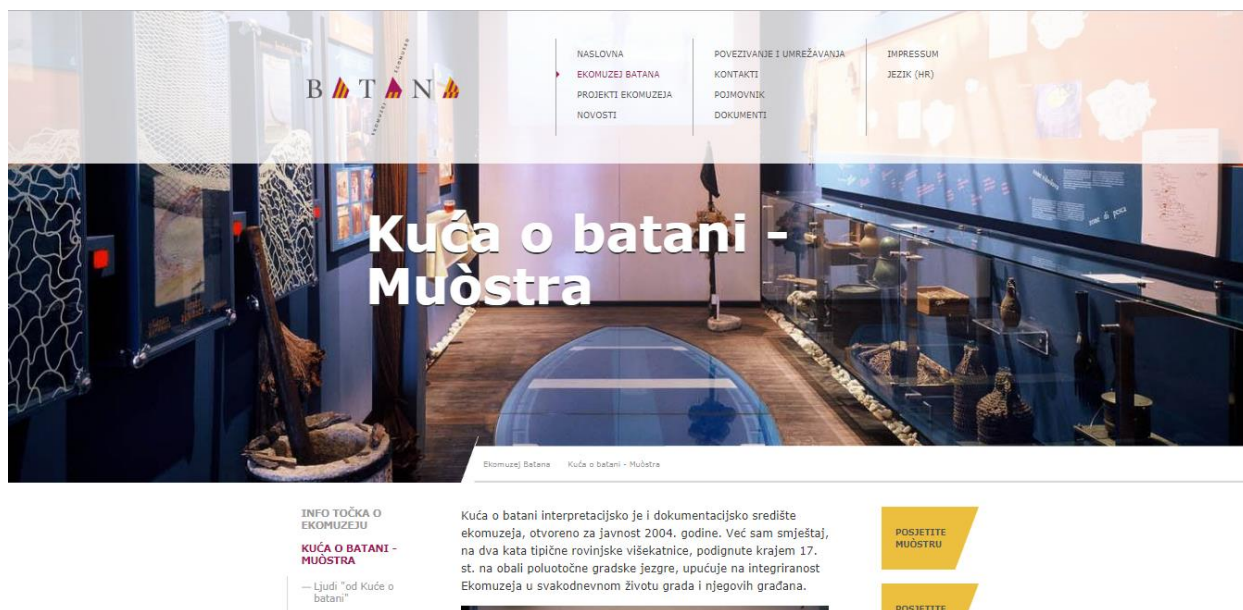 BATANA
EKOMUZEJ EKOMUSEO
NASLOVNA
EKOMUZEJ BATANA
PROJEKTI EKOMUZEJA
NOVOSTI
POVEZIVANJE I UMREŽAVANJA
KONTAKTI
POJMOVNIK
DOKUMENTI
IMPRESSUM
JEZIK (HR)
Kuća o batani -
Muòstra
Ekomuzej Batana Kuća o batani - Muòstra
INFO TOČKA O
EKOMUZEJU
KUĆA O BATANI -
MUÒSTRA
— Ljudi "od Kuće o
batani"
Kuća o batani interpretacijsko je i dokumentacijsko središte
ekomuzeja, otvoreno za javnost 2004. godine. Već sam smještaj,
na dva kata tipične rovinjske višekatnice, podignute krajem 17.
st. na obali poluotočne gradske jezgre, upućuje na integriranost
Ekomuzeja u svakodnevnom životu grada i njegovih građana.
POSJETITE
MUÒSTRU
POSJETITE